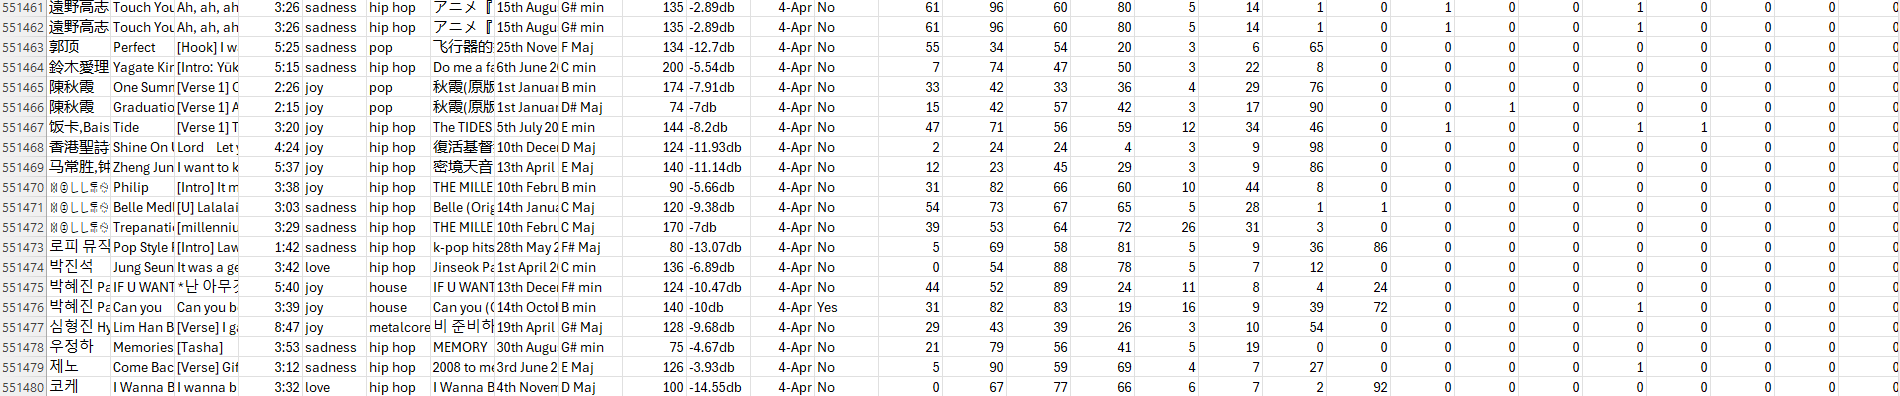 551461 遠野高志 Touch You Ah, ah, ah 3:26 sadness hip hop アニメ『 15th Augu G# min 135 -2.89db 4-Apr No 61 96 60 80 5 14 1 0 1 0 0 1 0 0 0 0
551462 遠野高志 Touch You Ah, ah, ah 3:26 sadness hip hop アニメ『 15th Augu G# min 135 -2.89db 4-Apr No 61 96 60 80 5 14 1 0 1 0 0 1 0 0 0 0
551463 郭顶 Perfect [Hook] I w 5:25 sadness pop 飞行器的 25th Nove F Maj 134 -12.7db 4-Apr No 55 34 54 20 3 6 65 0 0 0 0 0 0 0 0 0
551464 鈴木愛理 Yagate Kir [Intro: Yūk 5:15 sadness hip hop Do me a fa 6th June 2( C min 200 -5.54db 4-Apr No 7 74 47 50 3 22 8 0 0 0 0 0 0 0 0 0
551465 陳秋霞 One Summ [Verse 1] C 2:26 joy pop 秋霞(原版 1st Januar B min 174 -7.91db 4-Apr No 33 42 33 36 4 29 76 0 0 0 0 0 0 0 0 0
551466 陳秋霞 Graduatio [Verse 1] A 2:15 joy pop 秋霞(原版 1st Januar D# Maj 74 -7db 4-Apr No 15 42 57 42 3 17 90 0 0 1 0 0 0 0 0 0
551467 饭卡,Bais Tide [Verse 1] T 3:20 joy hip hop The TIDES 5th July 20 E min 144 -8.2db 4-Apr No 47 71 56 59 12 34 46 0 1 0 0 1 1 0 0 0
551468 香港聖詩 Shine On U Lord Let y 4:24 joy hip hop 復活基督 10th Dece D Maj 124 -11.93db 4-Apr No 2 24 24 4 3 9 98 0 0 0 0 0 0 0 0 0
551469 马常胜,钟 Zheng Jun I want to k 5:37 joy hip hop 密境天音 13th April E Maj 140 -11.14db 4-Apr No 12 23 45 29 3 9 86 0 0 0 0 0 0 0 0 0
551470 Philip [Intro] It m 3:38 joy hip hop THE MILLE 10th Febru B min 90 -5.66db 4-Apr No 31 82 66 60 10 44 8 0 0 0 0 0 0 0 0 0
551471 Belle Medl [U] Lalalai 3:03 sadness hip hop Belle (Orig 14th Janua C Maj 120 -9.38db 4-Apr No 54 73 67 65 5 28 1 1 0 0 0 0 0 0 0 0
551472 Trepanatic [millenniu 3:29 sadness hip hop THE MILLE 10th Febru C Maj 170 -7db 4-Apr No 39 53 64 72 26 31 3 0 0 0 0 0 0 0 0 0
551473 로피 뮤직 Pop Style [Intro] Law 1:42 sadness hip hop k-pop hits 28th May 2 F# Maj 80 -13.07db 4-Apr No 5 69 58 81 5 9 36 86 0 0 0 0 0 0 0 0
551474 박진석 Jung Seun It was a ge 3:42 love hip hop Jinseok Pa 1st April 2( C min 136 -6.89db 4-Apr No 0 54 88 78 5 7 12 0 0 0 0 0 0 0 0 0
551475 박혜진 Pa IF U WANT *난 아무것 5:40 joy house IF U WANT 13th Decer F# min 124 -10.47db 4-Apr No 44 52 89 24 11 8 4 24 0 0 0 0 0 0 0 0
551476 박혜진 Pa Can you Can you b 3:39 joy house Can you (C 14th Octol B min 140 -10db 4-Apr Yes 31 82 83 19 16 9 39 72 0 0 0 1 0 0 0 0
551477 심형진 Hy Lim Han B [Verse] I ga 8:47 joy metalcore 비 준비하 19th April G# Maj 128 -9.68db 4-Apr No 29 43 39 26 3 10 54 0 0 0 0 0 0 0 0 0
551478 우정하 Memories [Tasha] 3:53 sadness hip hop MEMORY 30th Augu G# min 75 -4.67db 4-Apr No 21 79 56 41 5 19 0 0 0 0 0 0 0 0 0 0
551479 제노 Come Bac [Verse] Gif 3:12 sadness hip hop 2008 to me 3rd June 2 E Maj 126 -3.93db 4-Apr No 5 90 59 69 4 7 27 0 0 0 0 1 0 0 0 0
551480 코케 I Wanna B I wanna b 3:32 love hip hop I Wanna B 4th Novem D Maj 100 -14.55db 4-Apr No 0 67 77 66 6 7 2 92 0 0 0 0 0 0 0 0